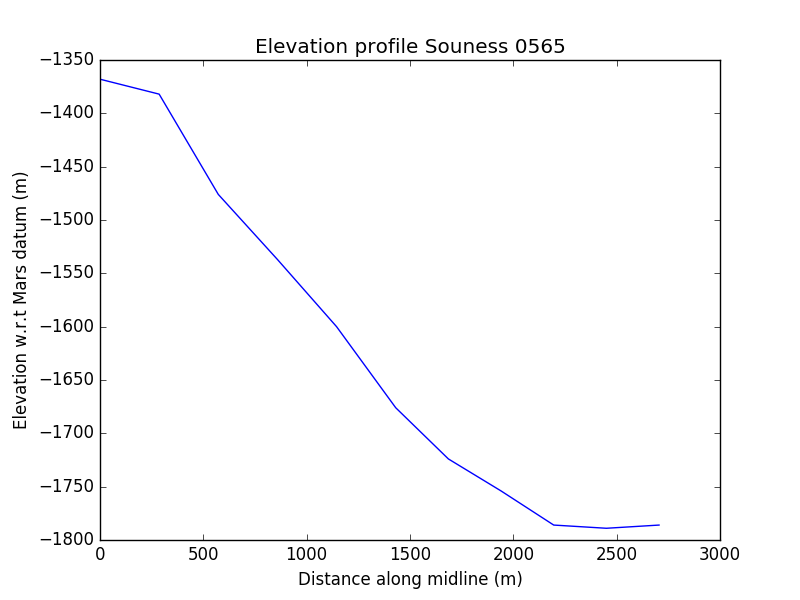 Elevation profile Souness 0565
−1350
−1400
−1450
−1500
−1550
−1600
−1650
−1700
−1750
−1800
Elevation w.r.t Mars datum (m)
0 500 1000 1500 2000 2500 3000
Distance along midline (m)